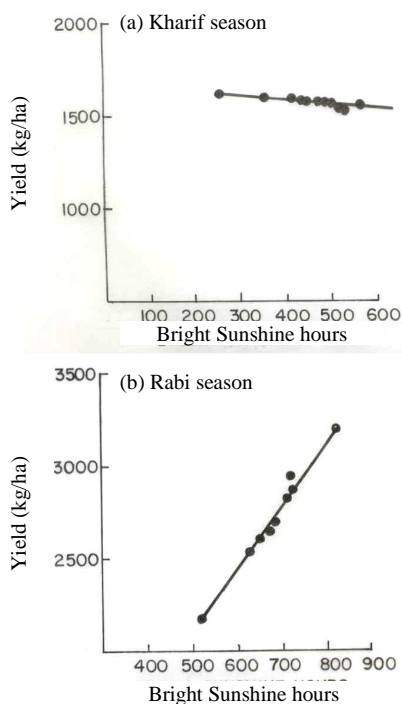 (a) Kharif season
2000
1500
1000
Yield (kg/ha)
100 200 300 400 500 600
Bright Sunshine hours
(b) Rabi season
3500
3000
2500
Yield (kg/ha)
400 500 600 700 800 900
Bright Sunshine hours